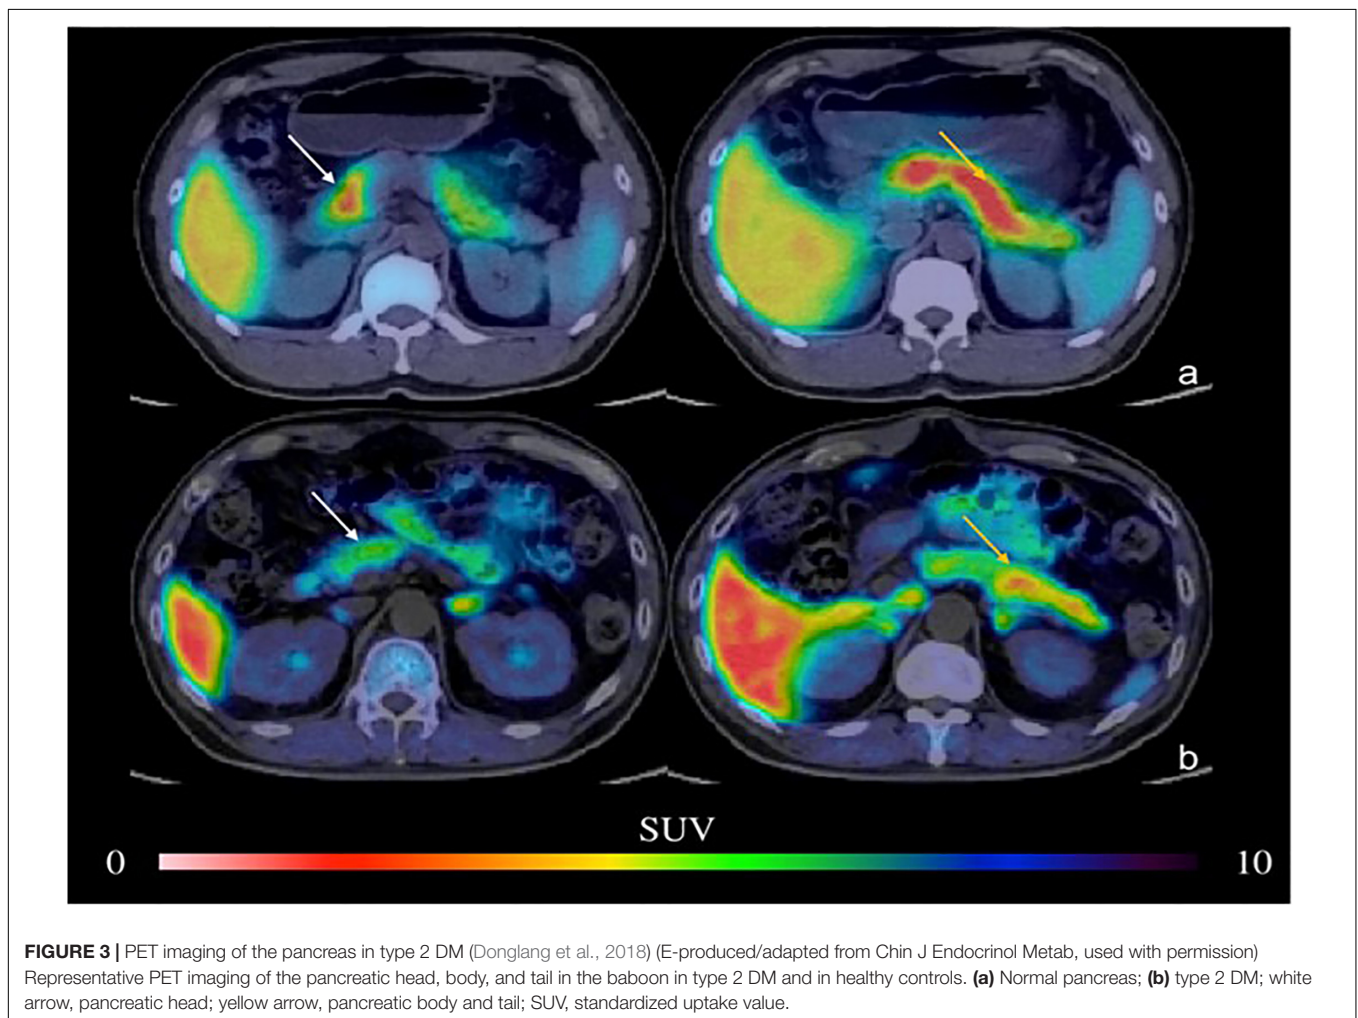 a
b
SUV
0
10
FIGURE 3 | PET imaging of the pancreas in type 2 DM (Donglang et al., 2018) (E-produced/adapted from Chin J Endocrinol Metab, used with permission)
Representative PET imaging of the pancreatic head, body, and tail in the baboon in type 2 DM and in healthy controls. (a) Normal pancreas; (b) type 2 DM; white
arrow, pancreatic head; yellow arrow, pancreatic body and tail; SUV, standardized uptake value.